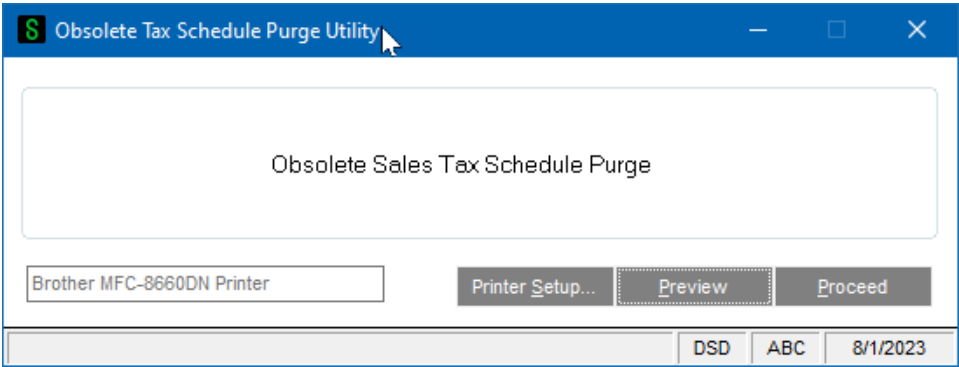 S Obsolete Tax Schedule Purge Utility
Obsolete Sales Tax Schedule Purge
Brother MFC-8660DN Printer Printer Setup... Preview Proceed
DSD ABC 8/1/2023